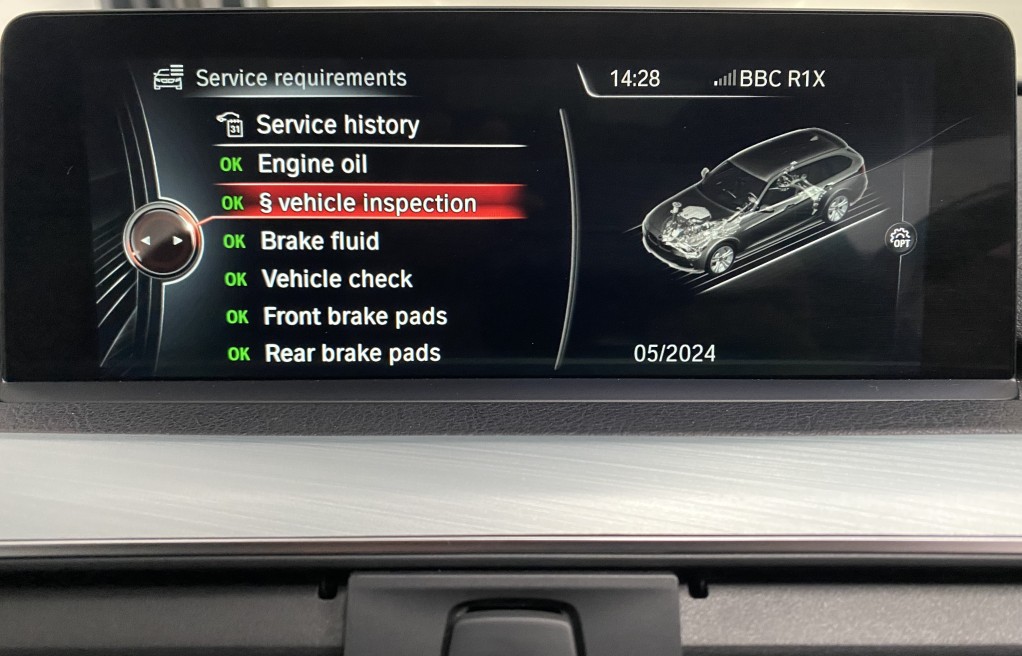 Service requirements
14:28
BBC R1X
31 Service history
OK Engine oil
OK § vehicle inspection
OK Brake fluid
OK Vehicle check
OK Front brake pads
OK Rear brake pads
OPT
05/2024